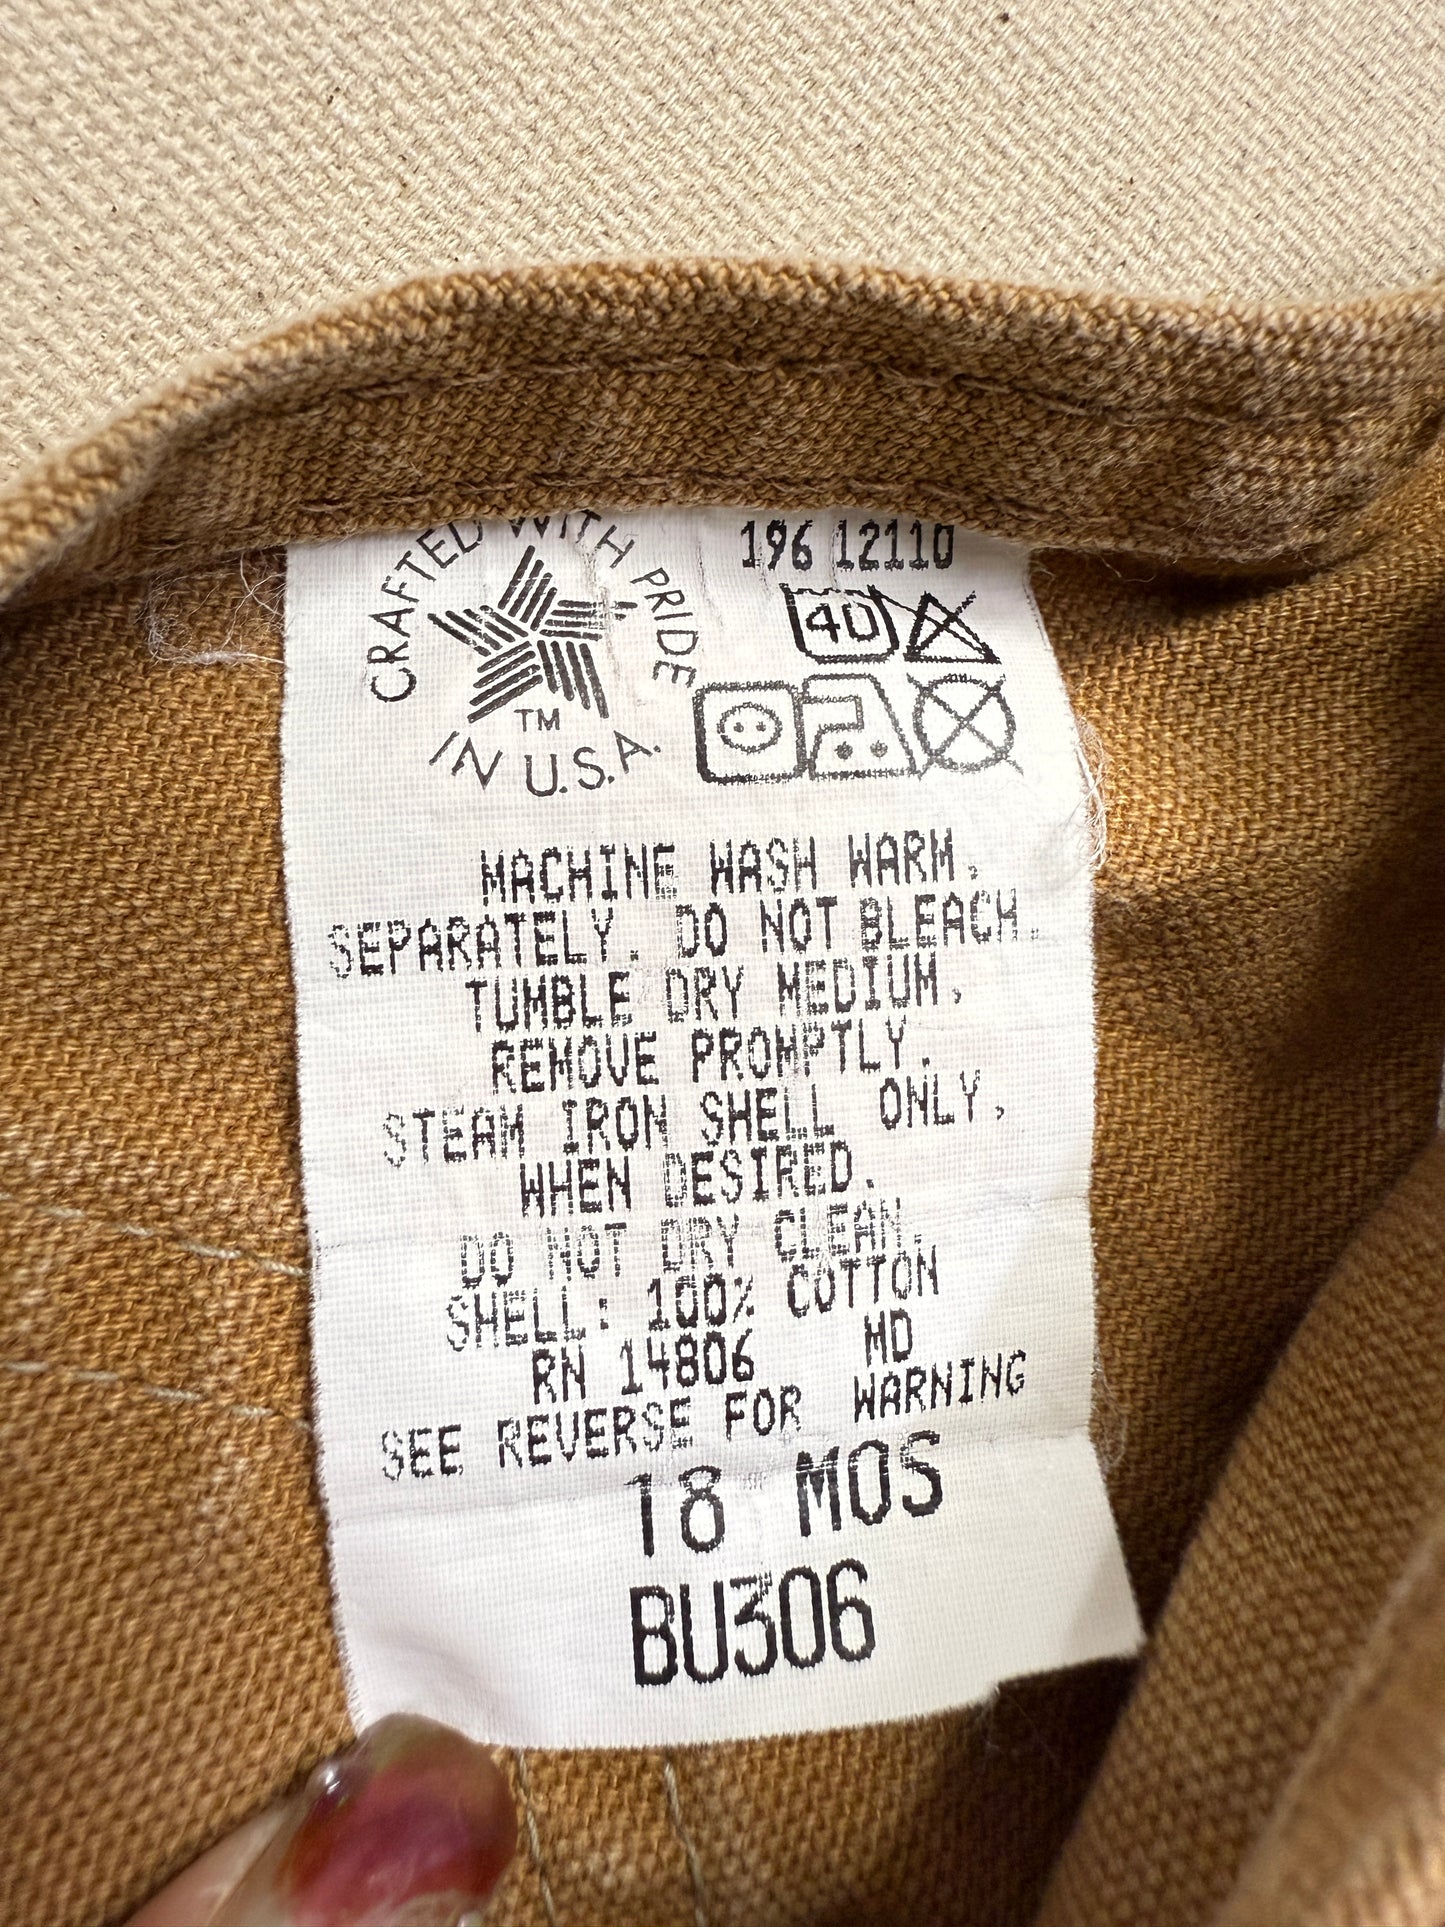 CRAFTED WITH PRIDE
TM
IN U.S.A.
196 12110
40
MACHINE WASH WARM,
SEPARATELY. DO NOT BLEACH.
TUMBLE DRY MEDIUM,
REMOVE PROMPTLY.
STEAM IRON SHELL ONLY,
WHEN DESIRED.
DO NOT DRY CLEAN.
SHELL: 100% COTTON
RN 14806 MD
SEE REVERSE FOR WARNING
18 MOS
BU306